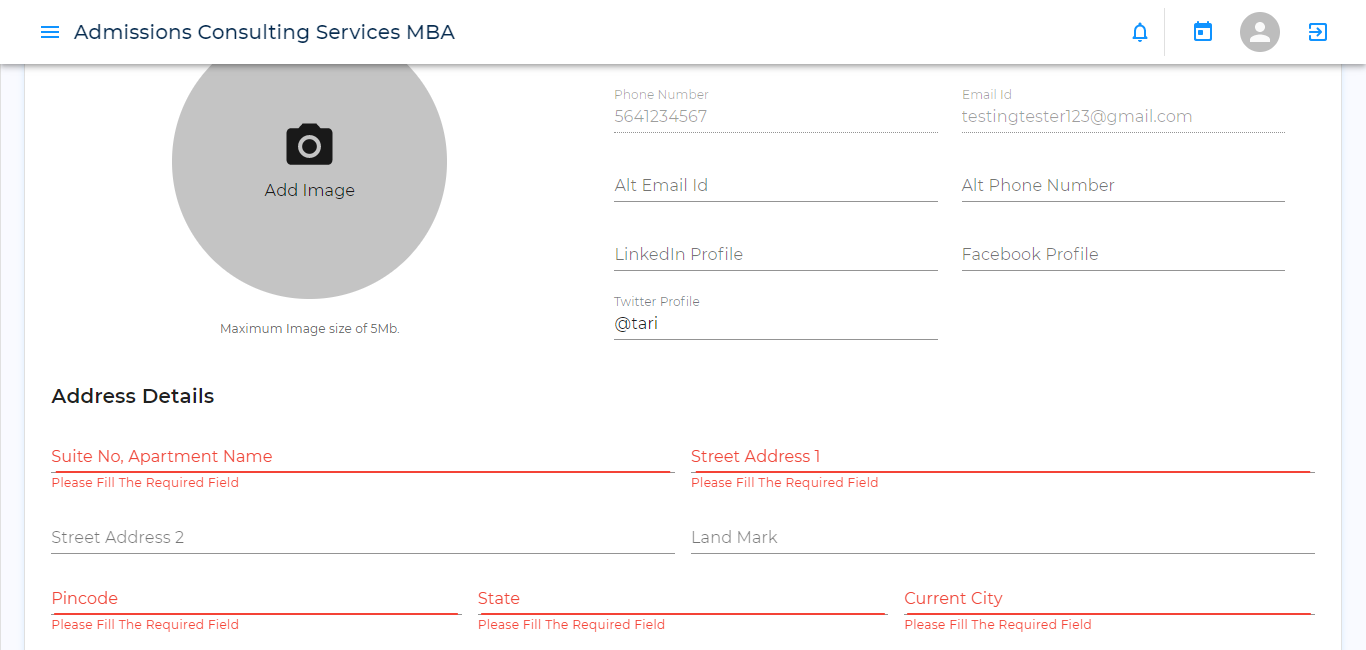 Admissions Consulting Services MBA
Phone Number
Email Id
5641234567
testingtester123@gmail.com
Add Image
Alt Email Id
Alt Phone Number
LinkedIn Profile
Facebook Profile
Twitter Profile
@tari
Maximum Image size of 5Mb.
Address Details
Suite No, Apartment Name
Street Address 1
Please Fill The Required Field
Please Fill The Required Field
Street Address 2
Land Mark
Pincode
State
Current City
Please Fill The Required Field
Please Fill The Required Field
Please Fill The Required Field